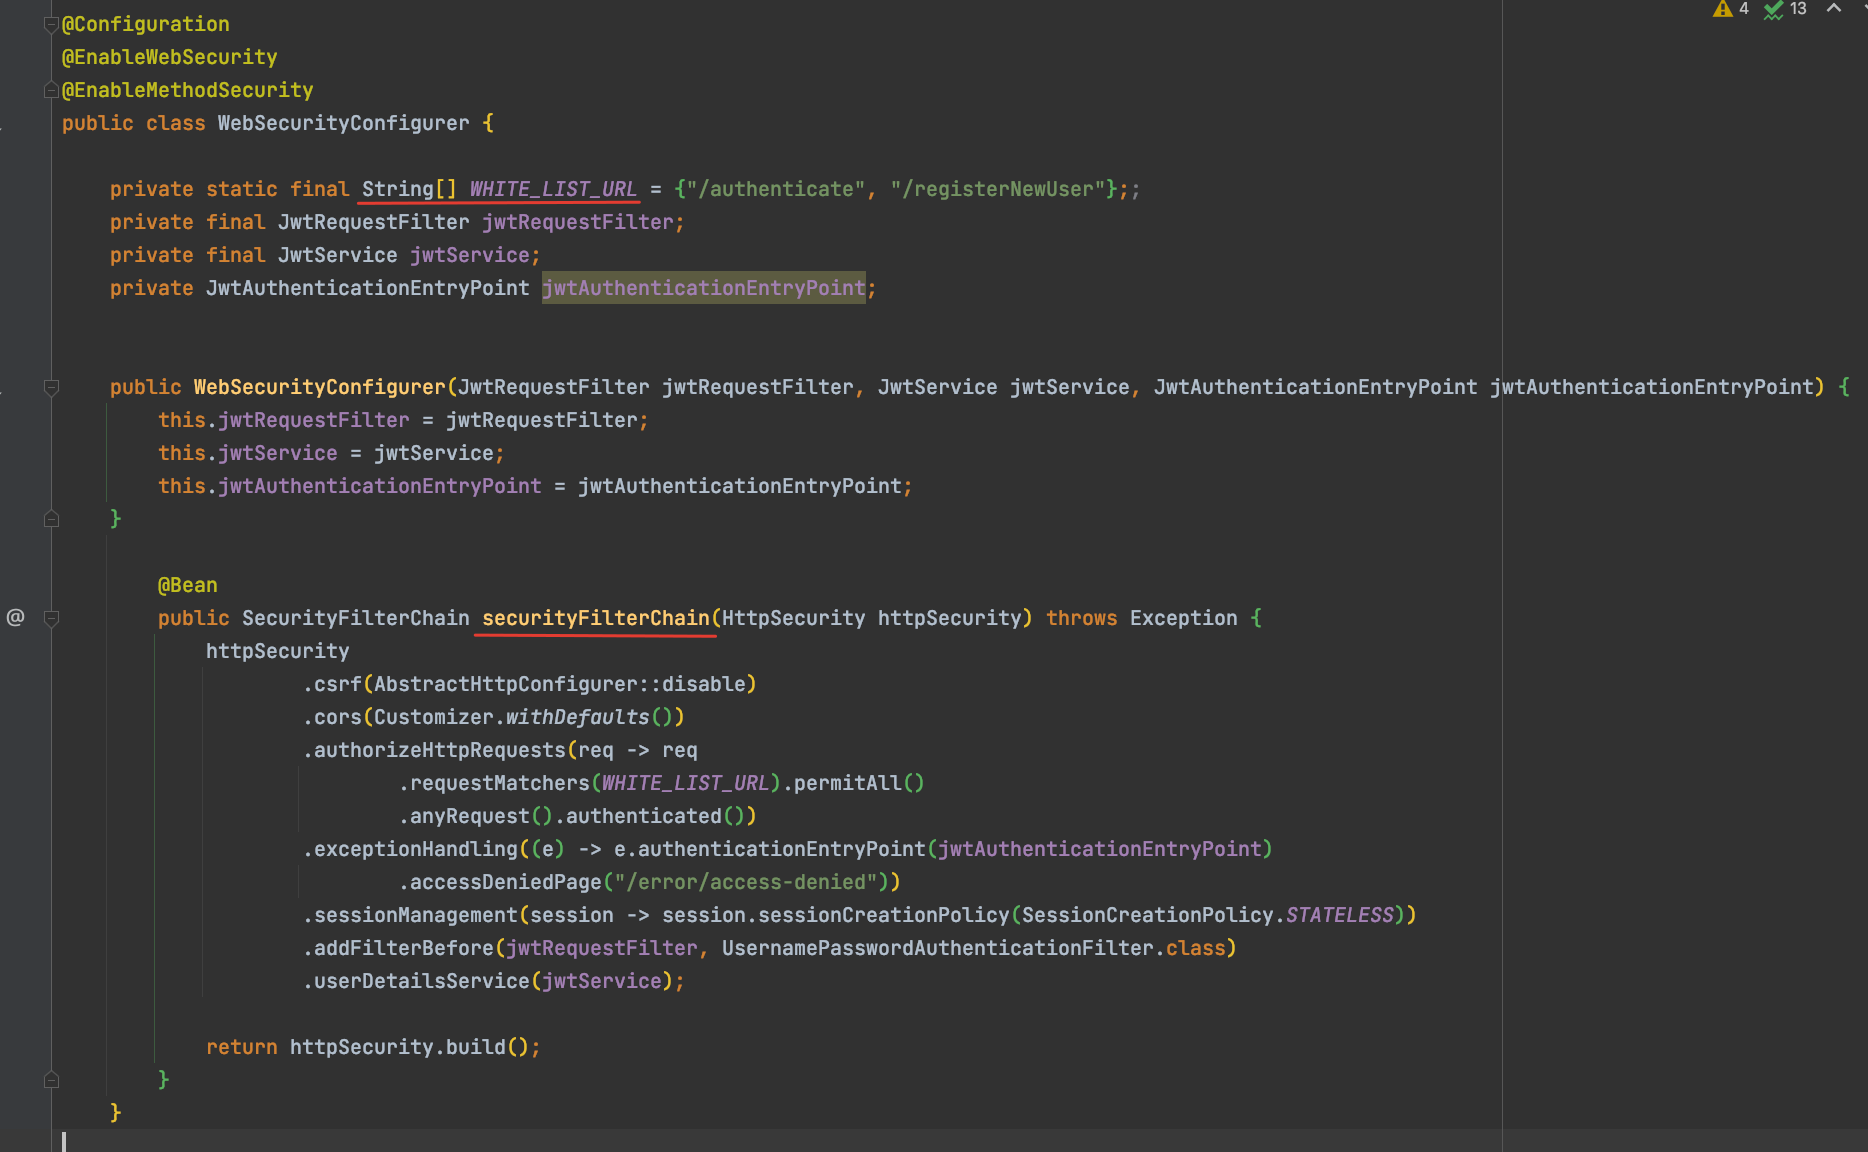 4 13
@Configuration
@EnableWebSecurity
@EnableMethodSecurity
public class WebSecurityConfigurer {
private static final String[] WHITE_LIST_URL = {"/authenticate", "/registerNewUser"};;
private final JwtRequestFilter jwtRequestFilter;
private final JwtService jwtService;
private JwtAuthenticationEntryPoint jwtAuthenticationEntryPoint;
public WebSecurityConfigurer(JwtRequestFilter jwtRequestFilter, JwtService jwtService, JwtAuthenticationEntryPoint jwtAuthenticationEntryPoint) {
this.jwtRequestFilter = jwtRequestFilter;
this.jwtService = jwtService;
this.jwtAuthenticationEntryPoint = jwtAuthenticationEntryPoint;
}
@Bean
@ public SecurityFilterChain securityFilterChain(HttpSecurity httpSecurity) throws Exception {
httpSecurity
.csrf(AbstractHttpConfigurer::disable)
.cors(Customizer.withDefaults())
.authorizeHttpRequests(req -> req
.requestMatchers(WHITE_LIST_URL).permitAll()
.anyRequest().authenticated())
.exceptionHandling((e) -> e.authenticationEntryPoint(jwtAuthenticationEntryPoint)
.accessDeniedPage("/error/access-denied"))
.sessionManagement(session -> session.sessionCreationPolicy(SessionCreationPolicy.STATELESS))
.addFilterBefore(jwtRequestFilter, UsernamePasswordAuthenticationFilter.class)
.userDetailsService(jwtService);
return httpSecurity.build();
}
}